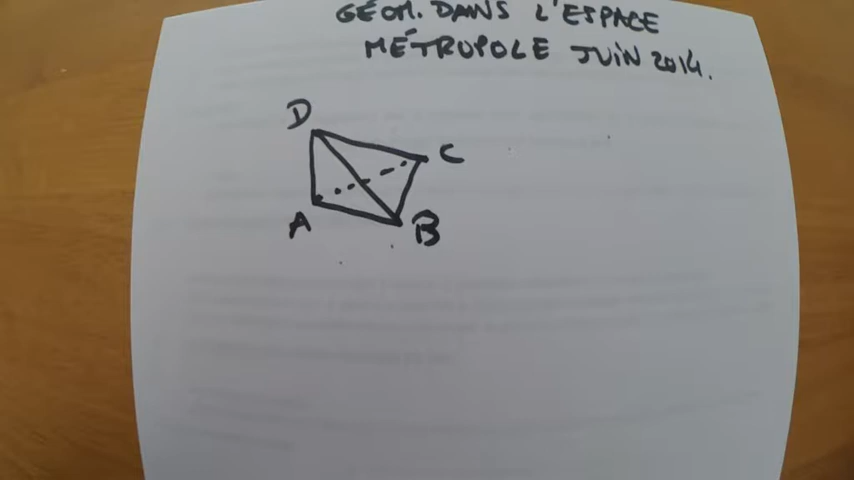 GÉOM. DANS L'ESPACE
MÉTROPOLE JUIN 2014.
D
C
A
B